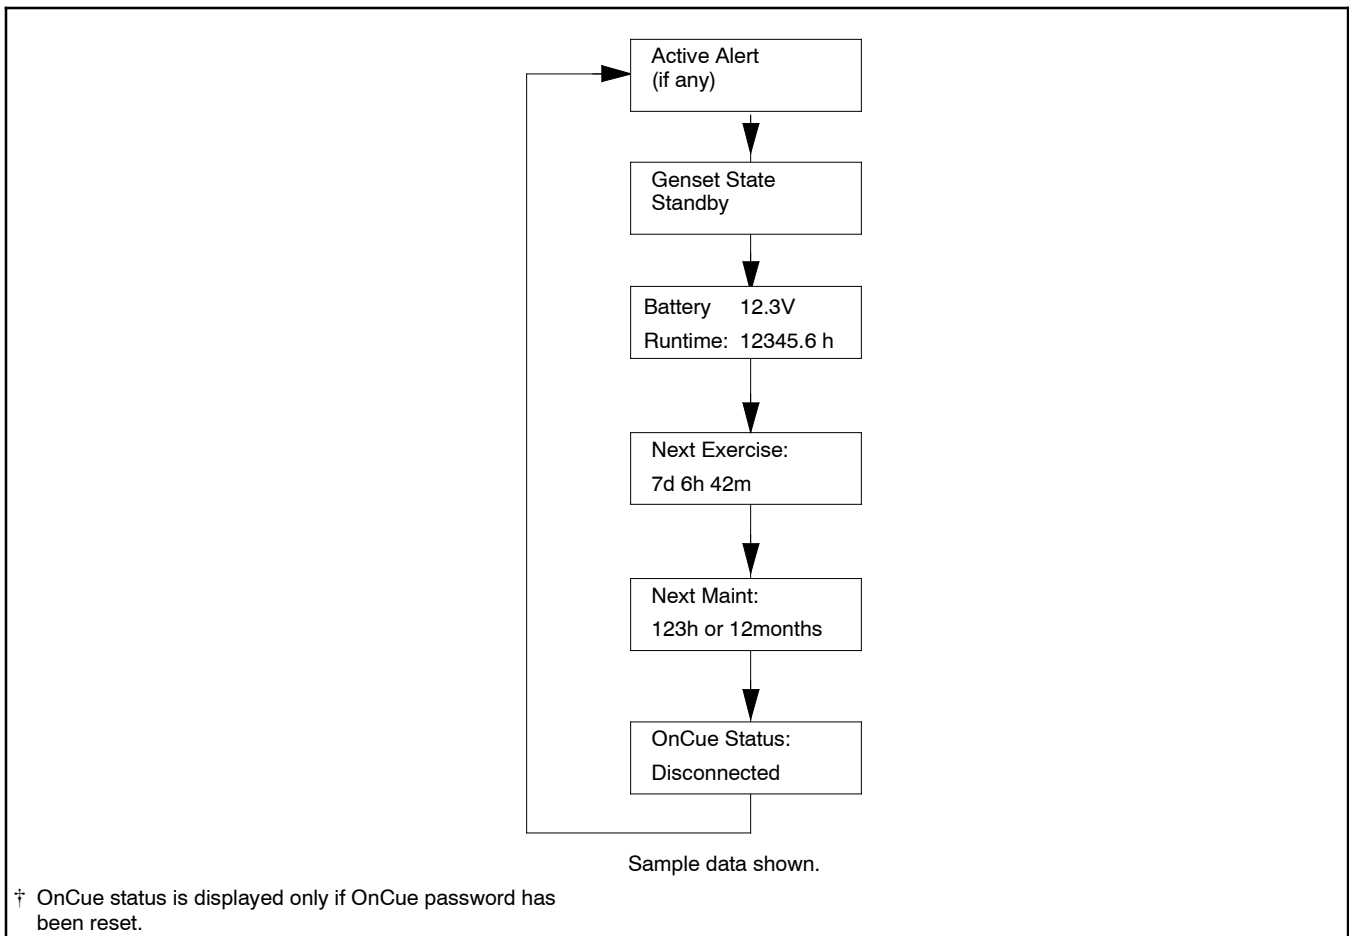 Active Alert
(if any)
Genset State
Standby
Battery 12.3V
Runtime: 12345.6 h
Next Exercise:
7d 6h 42m
Next Maint:
123h or 12months
OnCue Status:
Disconnected
Sample data shown.
† OnCue status is displayed only if OnCue password has
been reset.